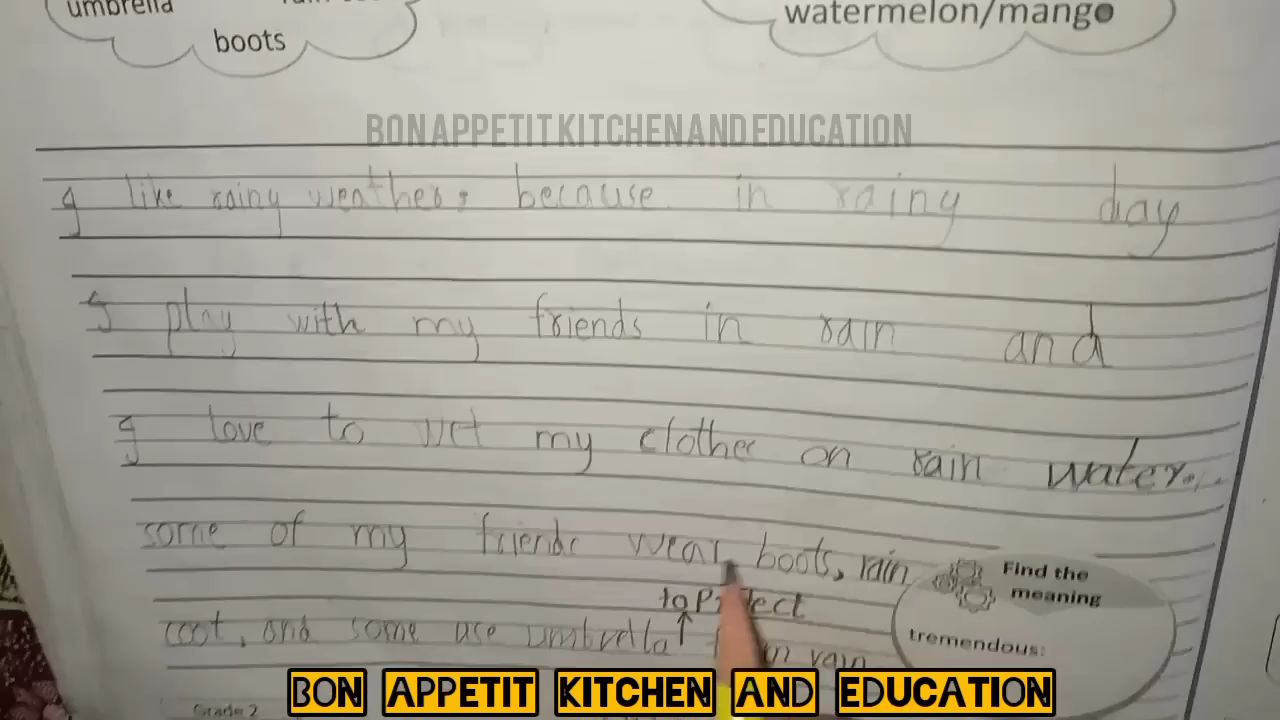 umbrella
boots
watermelon/mango
BON APPETIT KITCHEN AND EDUCATION
I like rainy weather, because in rainy day
I play with my friends in rain and
I love to wet my clothes on rain water.
some of my friends wear boots, rain
coat, and some use umbrella to Protect
rain
Find the
meaning
tremendous:
Grade 2
BON APPETIT KITCHEN AND EDUCATION